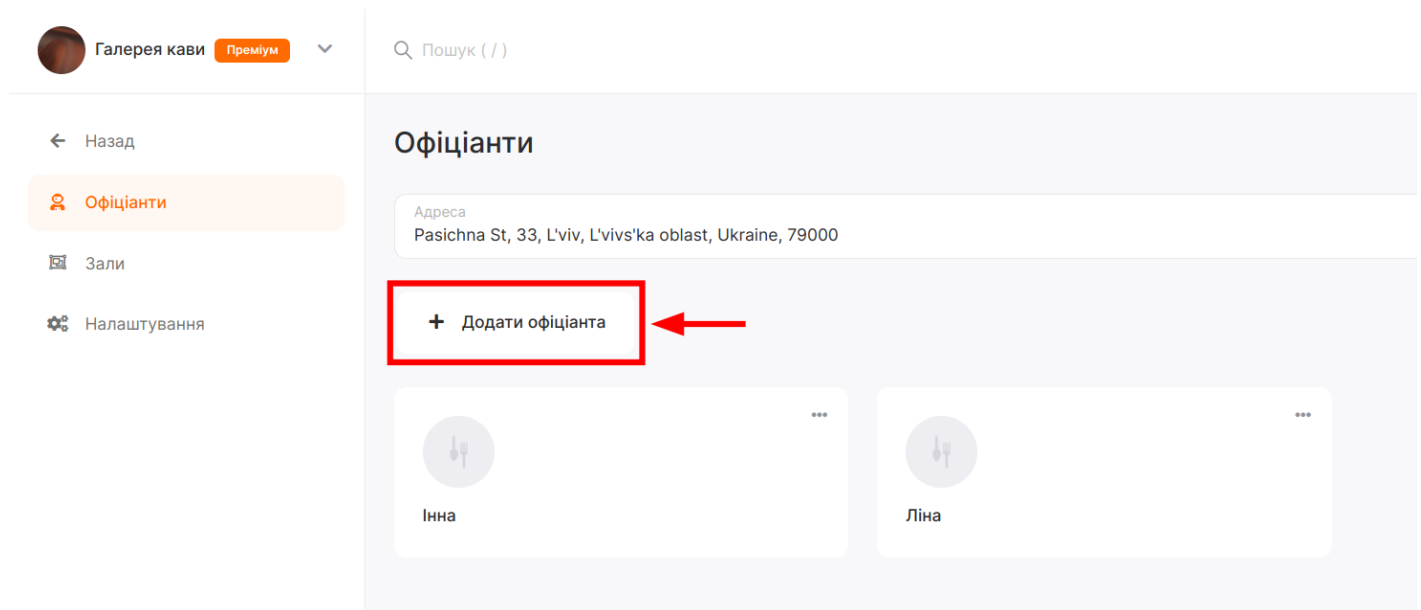 Галерея кави Преміум
Пошук ( / )
Назад
Офіціанти
Зали
Налаштування
Офіціанти
Адреса
Pasichna St, 33, L'viv, L'vivs'ka oblast, Ukraine, 79000
+ Додати офіціанта
Інна
Ліна